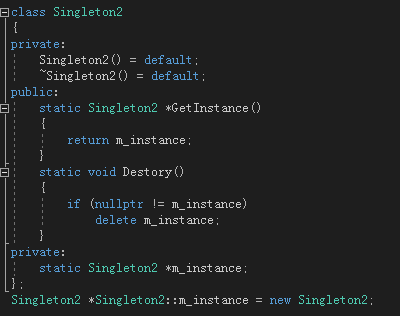 class Singleton2
{
private:
    Singleton2() = default;
    ~Singleton2() = default;
public:
    static Singleton2 *GetInstance()
    {
        return m_instance;
    }
    static void Destory()
    {
        if (nullptr != m_instance)
            delete m_instance;
    }
private:
    static Singleton2 *m_instance;
};
Singleton2 *Singleton2::m_instance = new Singleton2;